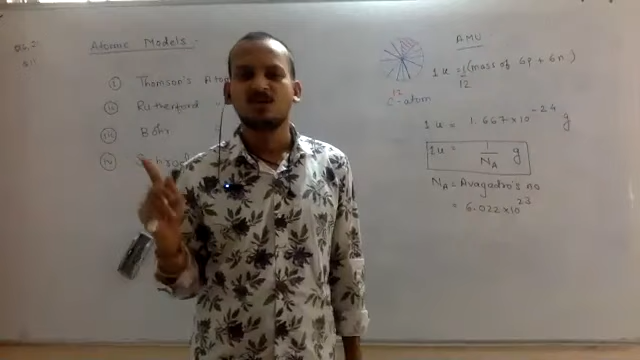 Atomic Models.
(i) Thomson's
(ii) Rutherford
(iii) Bohr
(iv)
AMU
12
C-atom
1 u = 1/12 (mass of 6p + 6n)
1 u = 1.667×10^-24 g
1 u = 1/N_A g
N_A = Avagadro's no
= 6.022×10^23